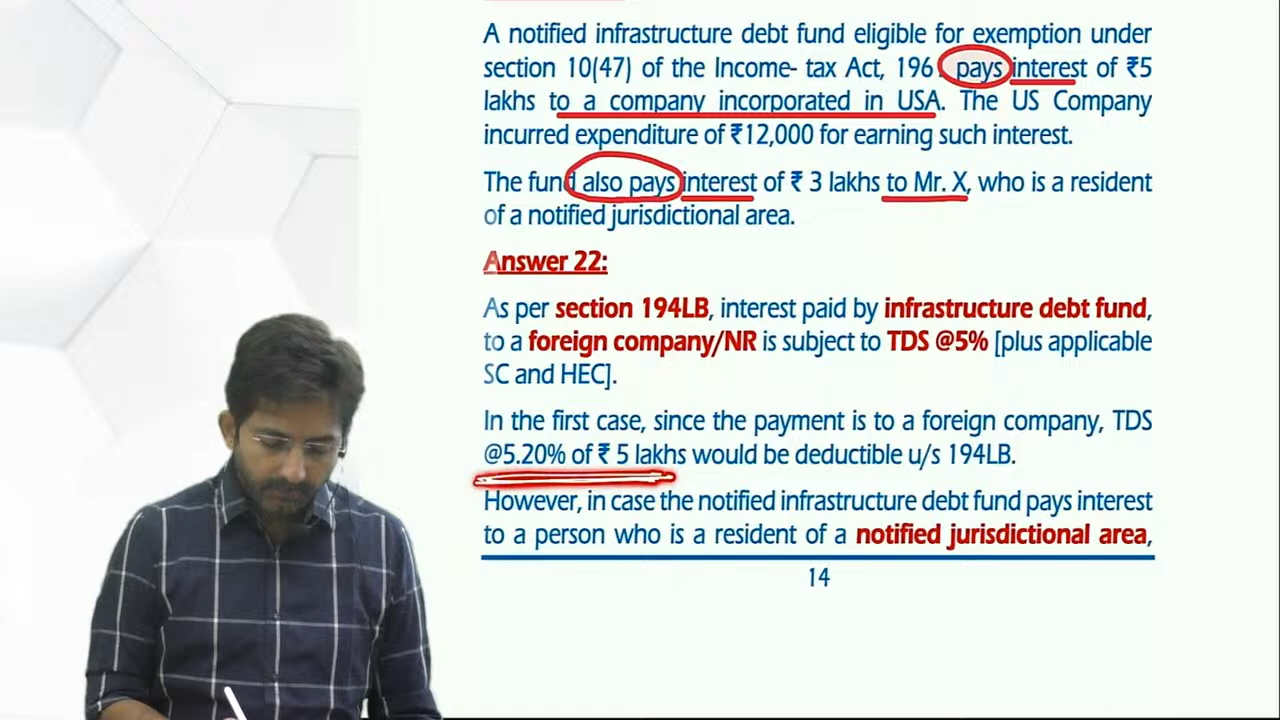 A notified infrastructure debt fund eligible for exemption under
section 10(47) of the Income- tax Act, 196 pays interest of ₹5
lakhs to a company incorporated in USA. The US Company
incurred expenditure of ₹12,000 for earning such interest.
The fund also pays interest of ₹ 3 lakhs to Mr. X, who is a resident
of a notified jurisdictional area.
Answer 22:
As per section 194LB, interest paid by infrastructure debt fund,
to a foreign company/NR is subject to TDS @5% [plus applicable
SC and HEC].
In the first case, since the payment is to a foreign company, TDS
@5.20% of ₹ 5 lakhs would be deductible u/s 194LB.
However, in case the notified infrastructure debt fund pays interest
to a person who is a resident of a notified jurisdictional area,
14